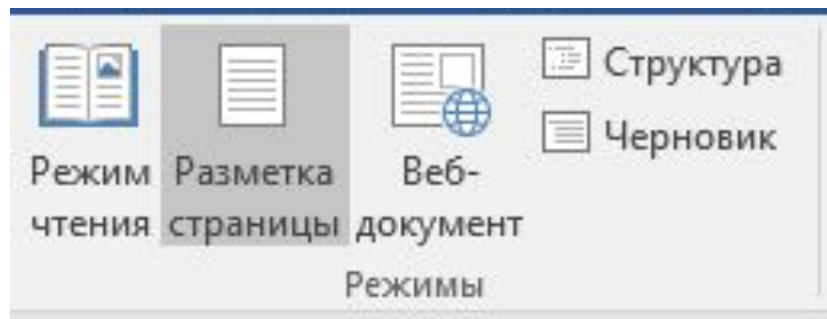 Режим
чтения
Разметка
страницы
Веб-
документ
Структура
Черновик
Режимы